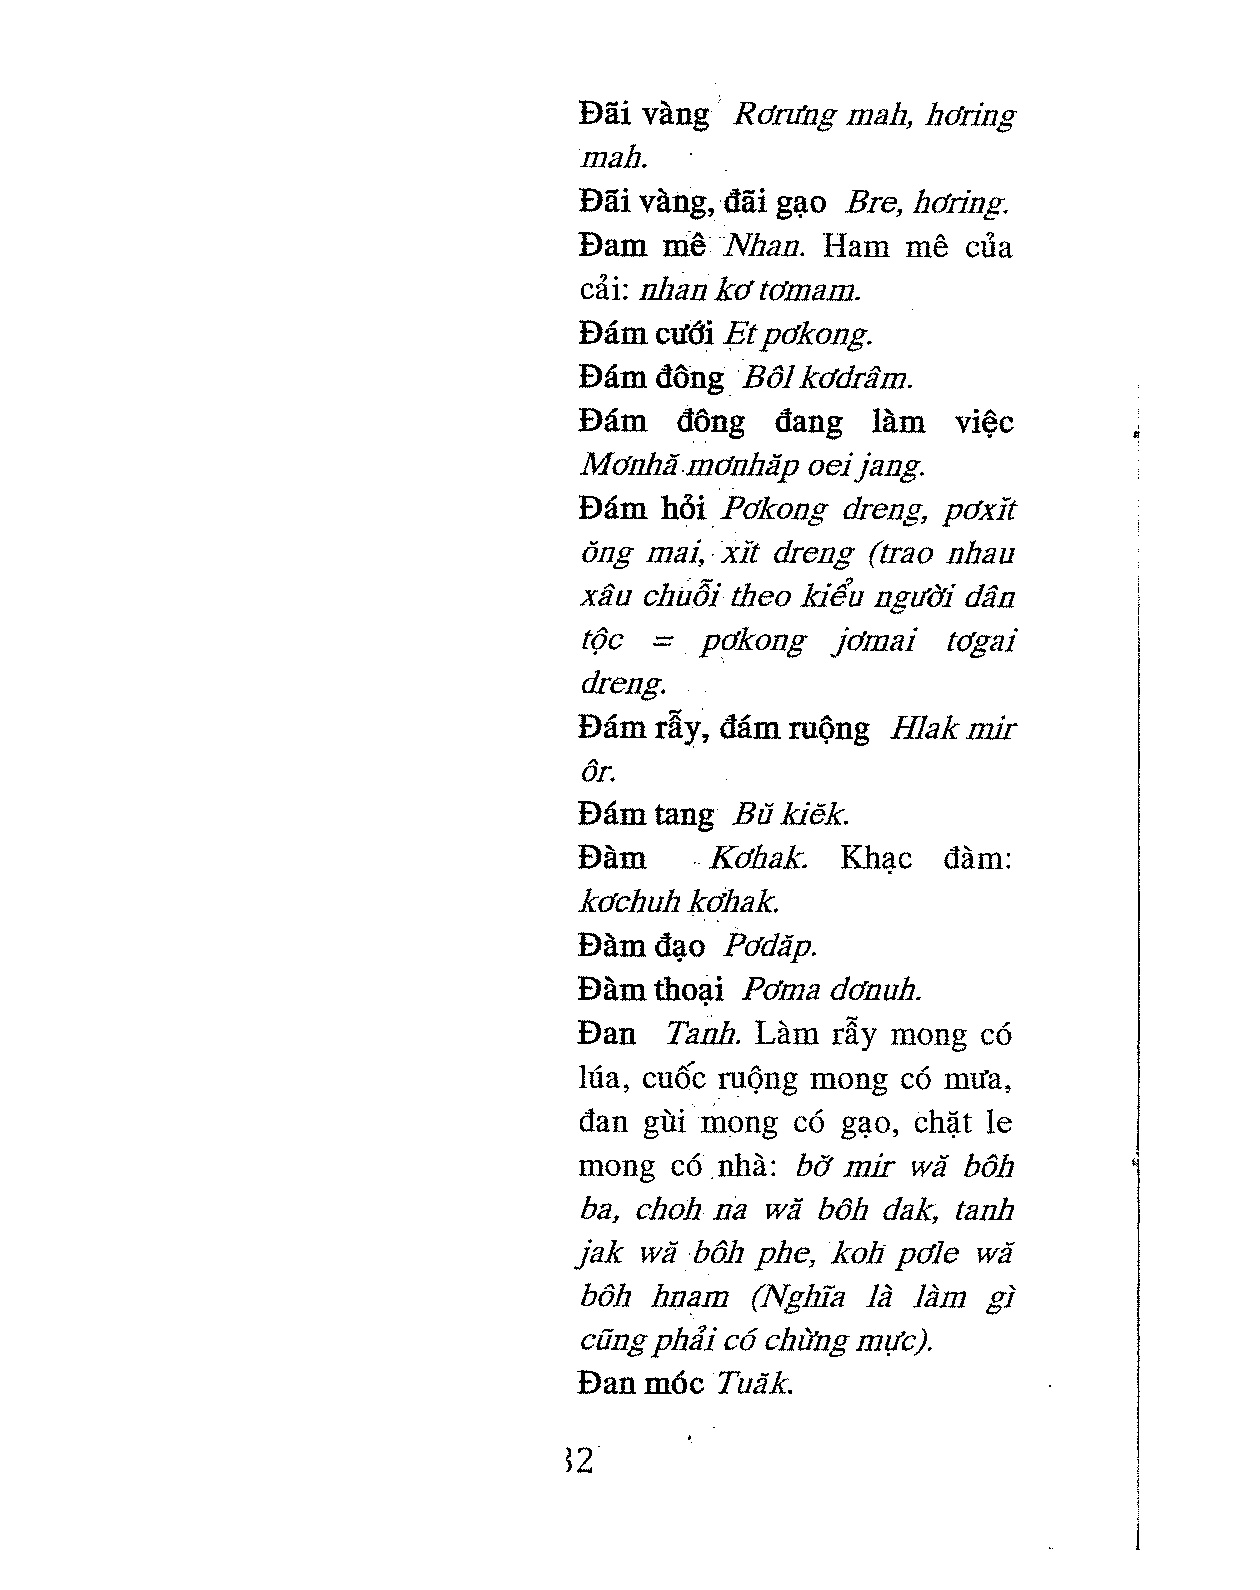 Đãi vàng Rơrưng mah, hơring
mah.
Đãi vàng, đãi gạo Bre, hơring.
Đam mê Nhan. Ham mê của
cải: nhan kơ tơmam.
Đám cưới Et pơkong.
Đám đông Bôl kơdrâm.
Đám đông đang làm việc
Mơnhă mơnhăp oei jang.
Đám hỏi Pơkong dreng, pơxĭt
ŏng mai, xĭt dreng (trao nhau
xâu chuỗi theo kiểu người dân
tộc = pơkong jơmai tơgai
dreng.
Đám rẫy, đám ruộng Hlak mir
ôr.
Đám tang Bŭ kiĕk.
Đàm Kơhak. Khạc đàm:
kơchuh kơhak.
Đàm đạo Pơdăp.
Đàm thoại Pơma dơnuh.
Đan Tanh. Làm rẫy mong có
lúa, cuốc ruộng mong có mưa,
đan gùi mong có gạo, chặt le
mong có nhà: bơ̆ mir wă bôh
ba, choh na wă bôh dak, tanh
jak wă bôh phe, koh pơle wă
bôh hnam (Nghĩa là làm gì
cũng phải có chừng mực).
Đan móc Tuăk.
32